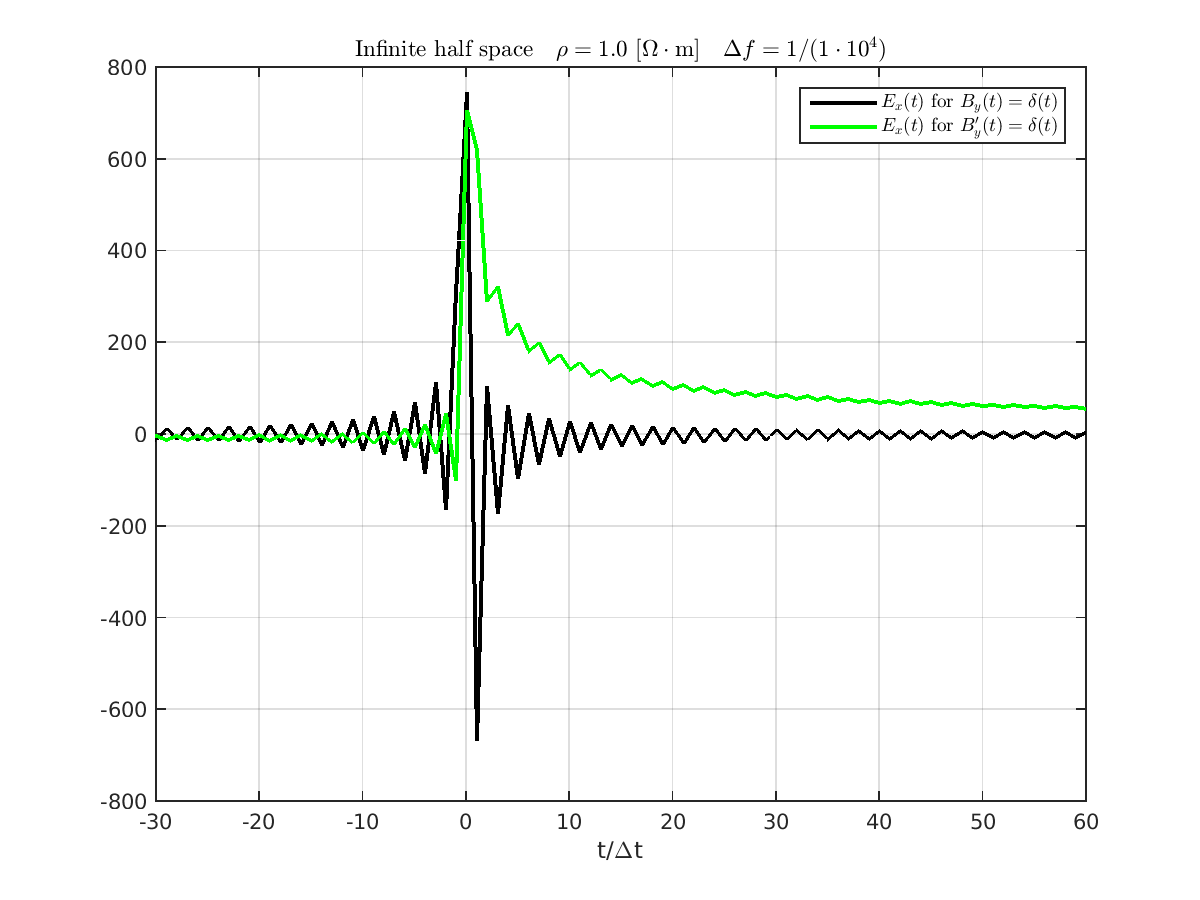 Infinite half space ρ = 1.0 [Ω · m] Δf = 1/(1 · 10⁴)
800
600
400
200
0
-200
-400
-600
-800
Eₓ(t) for B_y(t) = δ(t)
Eₓ(t) for B′_y(t) = δ(t)
-30 -20 -10 0 10 20 30 40 50 60
t/Δt